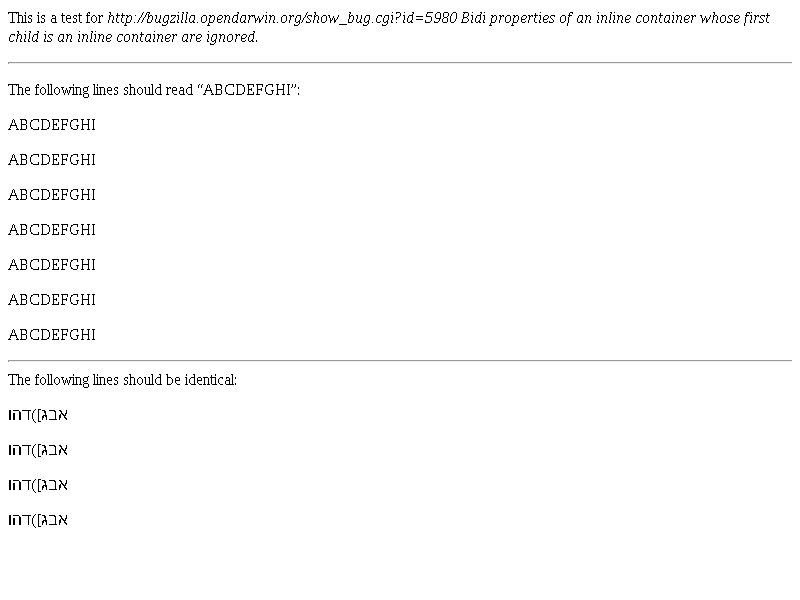 This is a test for http://bugzilla.opendarwin.org/show_bug.cgi?id=5980 Bidi properties of an inline container whose first
child is an inline container are ignored.
The following lines should read “ABCDEFGHI”:
ABCDEFGHI
ABCDEFGHI
ABCDEFGHI
ABCDEFGHI
ABCDEFGHI
ABCDEFGHI
ABCDEFGHI
The following lines should be identical:
אבג])דהו
אבג])דהו
אבג])דהו
אבג])דהו